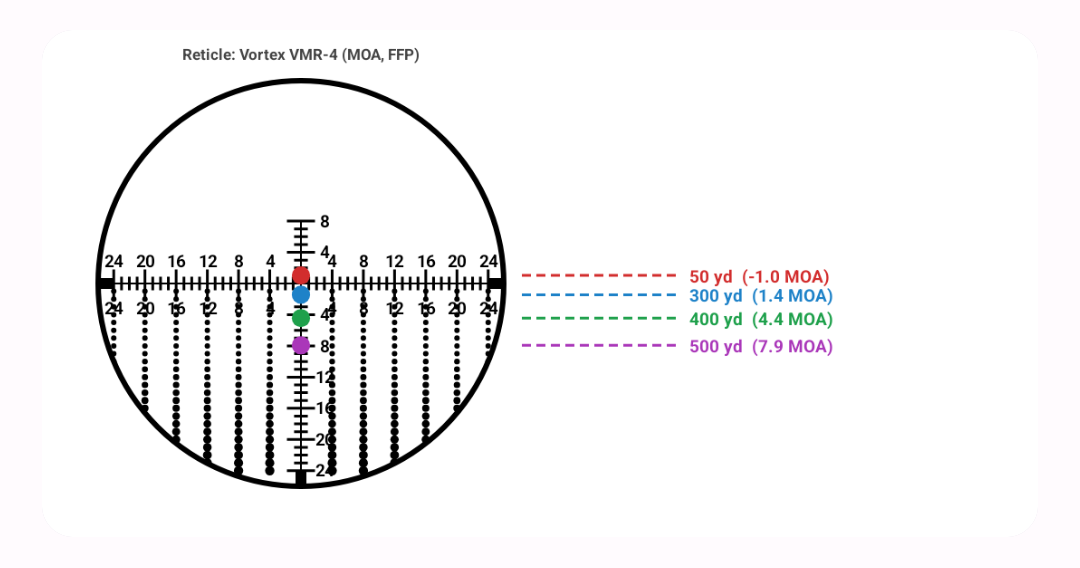 Reticle: Vortex VMR-4 (MOA, FFP)
8
4
24 20 16 12 8 4 4 8 12 16 20 24
50 yd (-1.0 MOA)
300 yd (1.4 MOA)
24 20 16 12 8 4 4 8 12 16 20 24
4
400 yd (4.4 MOA)
8
500 yd (7.9 MOA)
12
16
20
24